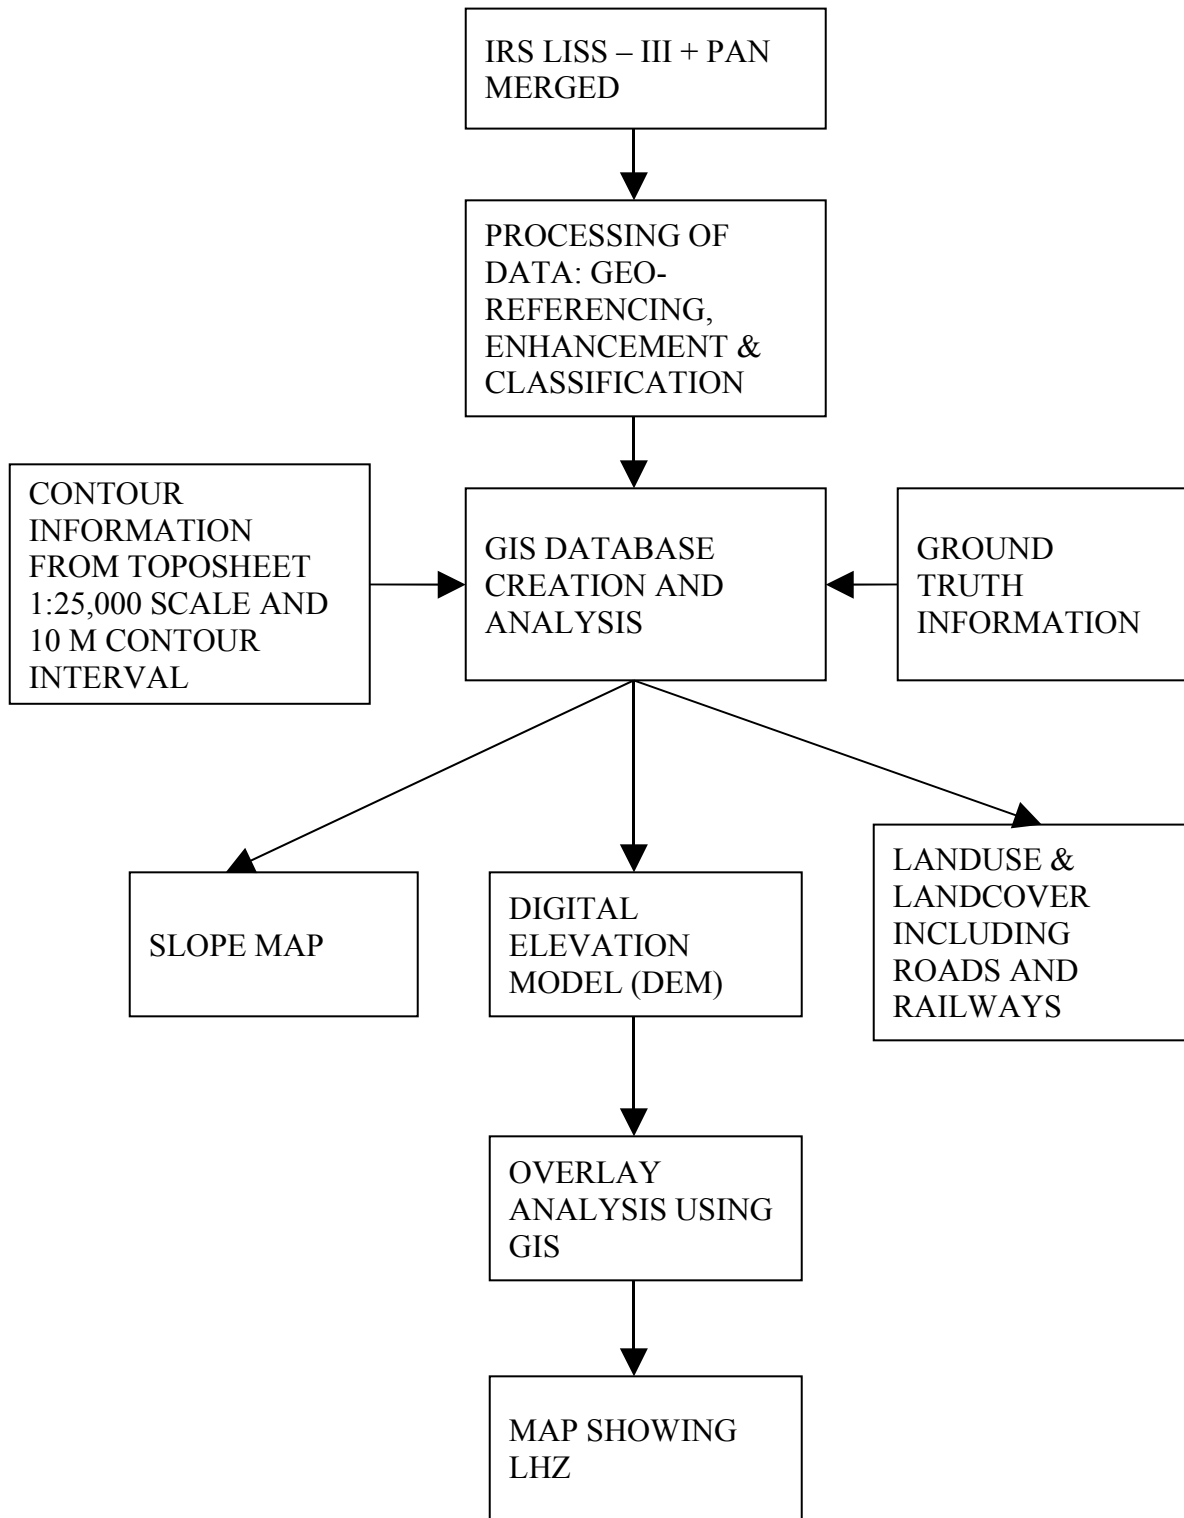 IRS LISS – III + PAN
MERGED
PROCESSING OF
DATA: GEO-
REFERENCING,
ENHANCEMENT &
CLASSIFICATION
CONTOUR
INFORMATION
FROM TOPOSHEET
1:25,000 SCALE AND
10 M CONTOUR
INTERVAL
GIS DATABASE
CREATION AND
ANALYSIS
GROUND
TRUTH
INFORMATION
SLOPE MAP
DIGITAL
ELEVATION
MODEL (DEM)
LANDUSE &
LANDCOVER
INCLUDING
ROADS AND
RAILWAYS
OVERLAY
ANALYSIS USING
GIS
MAP SHOWING
LHZ